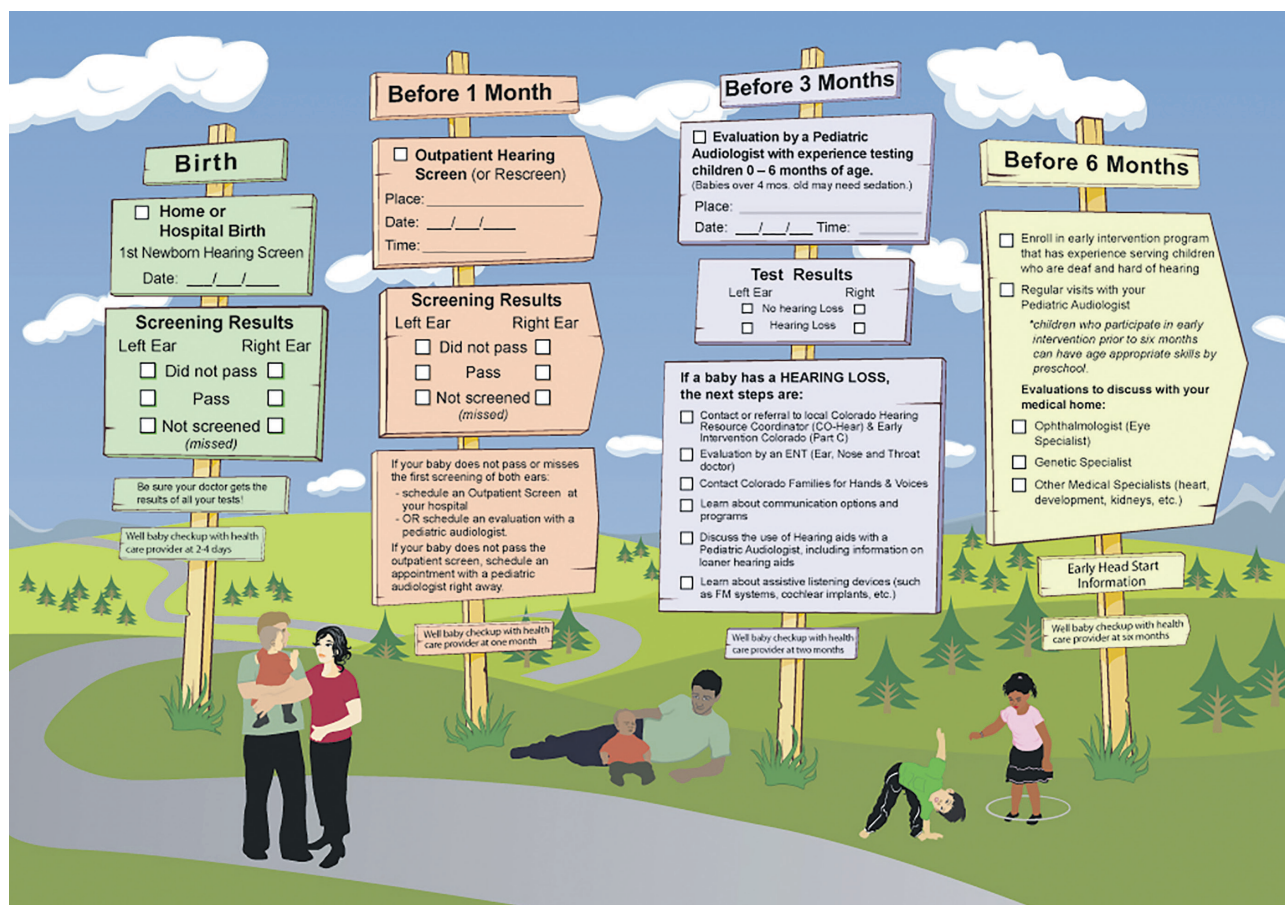 Birth
Home or
Hospital Birth
1st Newborn Hearing Screen
Date: ___/___/____
Screening Results
Left Ear Right Ear
Did not pass
Pass
Not screened
(missed)
Be sure your doctor gets the
results of all your tests!
Well baby checkup with health
care provider at 2-4 days
Before 1 Month
Outpatient Hearing
Screen (or Rescreen)
Place:
Date: ___/___/____
Time:
Screening Results
Left Ear Right Ear
Did not pass
Pass
Not screened
(missed)
If your baby does not pass or misses
the first screening of both ears:
- schedule an Outpatient Screen at
your hospital
- OR schedule an evaluation with a
pediatric audiologist.
If your baby does not pass the
outpatient screen, schedule an
appointment with a pediatric
audiologist right away.
Well baby checkup with health
care provider at one month
Before 3 Months
Evaluation by a Pediatric
Audiologist with experience testing
children 0 – 6 months of age.
(Babies over 4 mos. old may need sedation.)
Place:
Date: ___/___/___ Time:
Test Results
Left Ear Right
No hearing Loss
Hearing Loss
If a baby has a HEARING LOSS,
the next steps are:
Contact or referral to local Colorado Hearing
Resource Coordinator (CO-Hear) & Early
Intervention Colorado (Part C)
Evaluation by an ENT (Ear, Nose and Throat
doctor)
Contact Colorado Families for Hands & Voices
Learn about communication options and
programs
Discuss the use of Hearing aids with a
Pediatric Audiologist, including information on
loaner hearing aids
Learn about assistive listening devices (such
as FM systems, cochlear implants, etc.)
Well baby checkup with health
care provider at two months
Before 6 Months
Enroll in early intervention program
that has experience serving children
who are deaf and hard of hearing
Regular visits with your
Pediatric Audiologist
*children who participate in early
intervention prior to six months
can have age appropriate skills by
preschool.
Evaluations to discuss with your
medical home:
Ophthalmologist (Eye
Specialist)
Genetic Specialist
Other Medical Specialists (heart,
development, kidneys, etc.)
Early Head Start
Information
Well baby checkup with health
care provider at six months